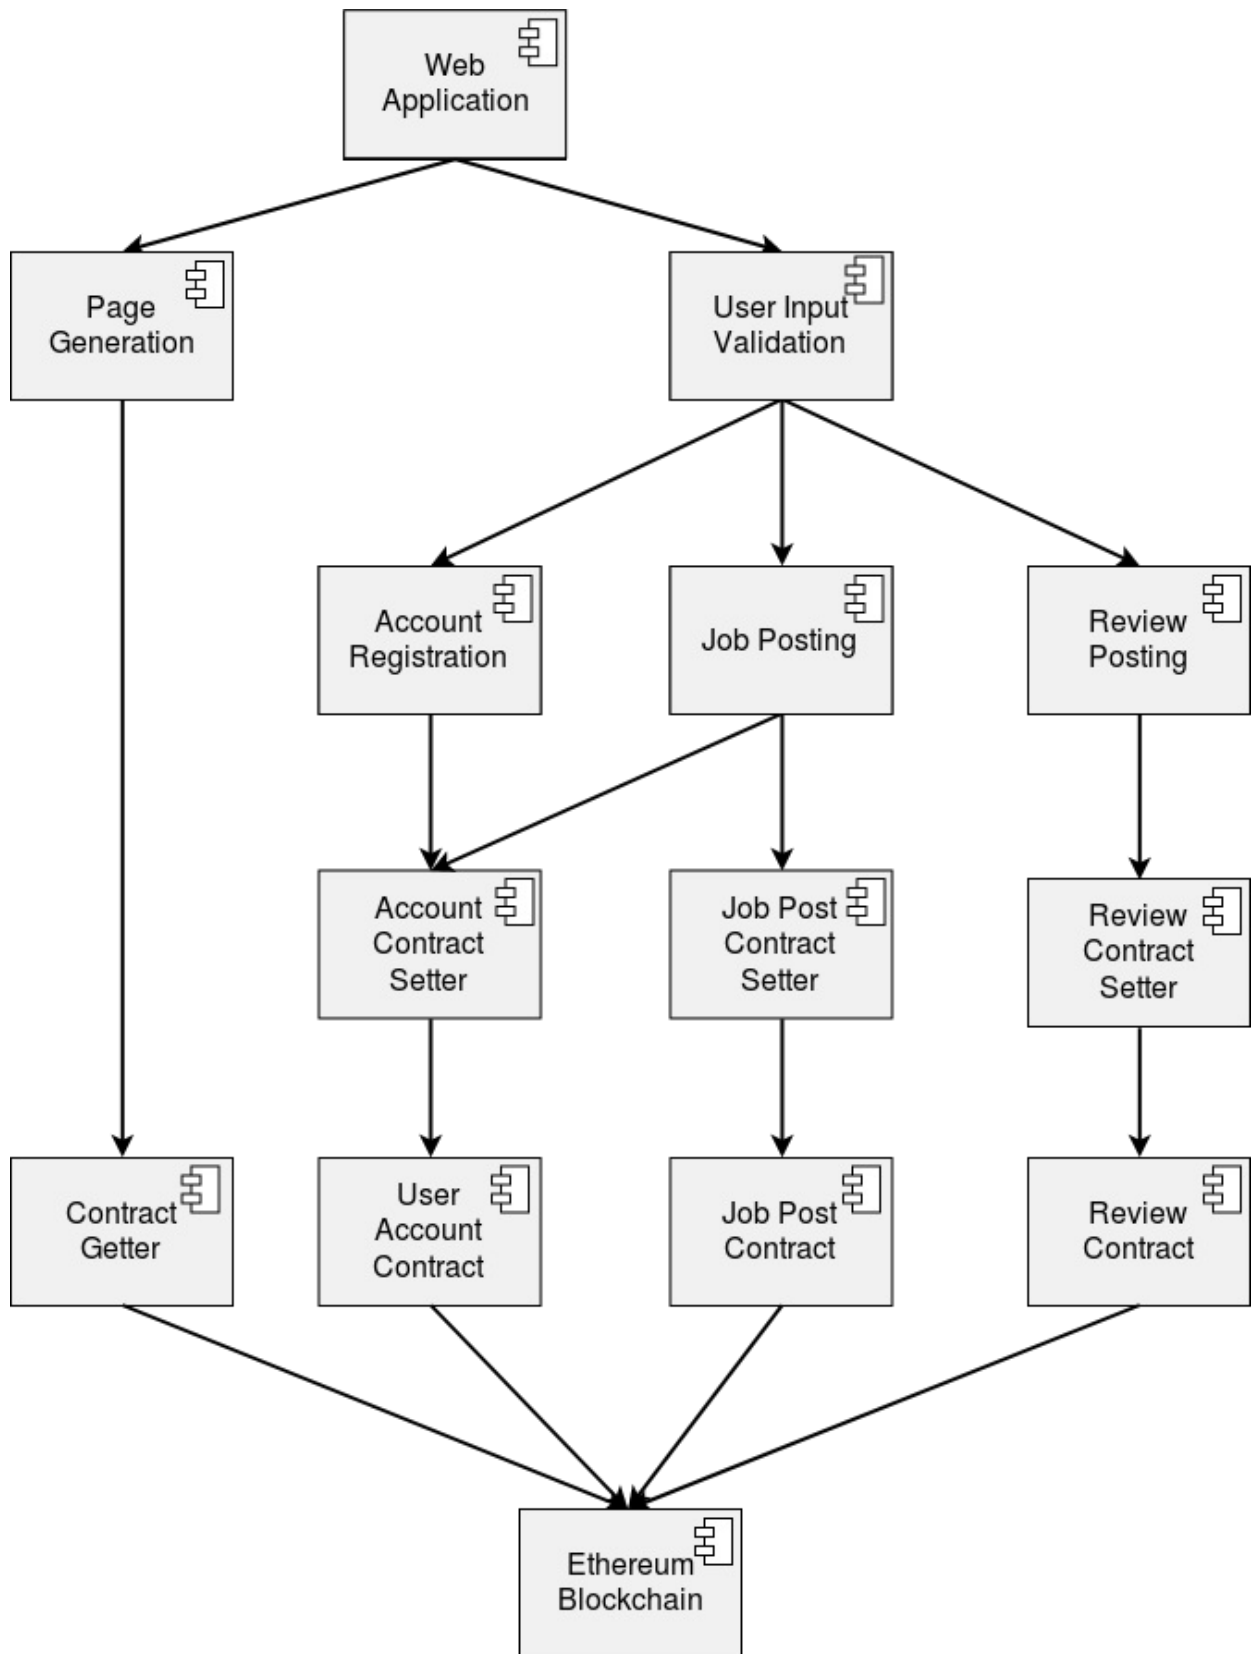 Web
Application
Page
Generation
User Input
Validation
Account
Registration
Job Posting
Review
Posting
Account
Contract
Setter
Job Post
Contract
Setter
Review
Contract
Setter
Contract
Getter
User
Account
Contract
Job Post
Contract
Review
Contract
Ethereum
Blockchain